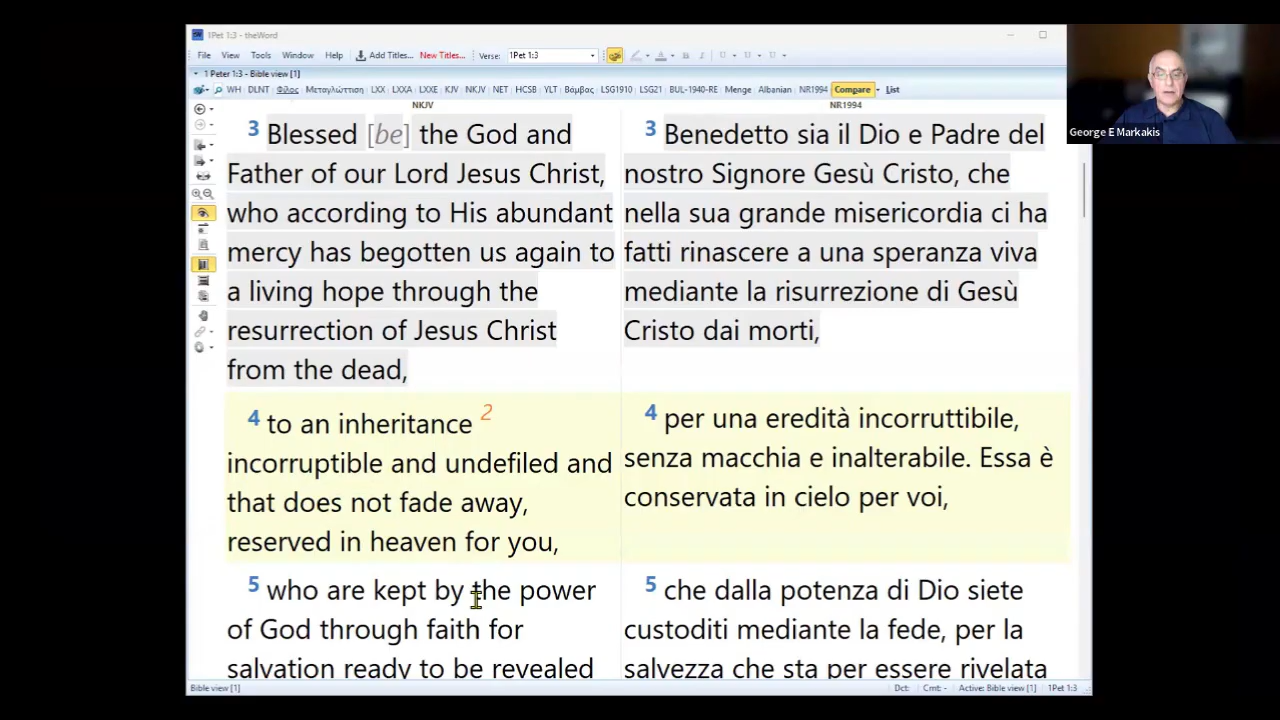 1Pet 1:3 - theWord
File View Tools Window Help Add Titles... New Titles... Verse: 1Pet 1:3
1 Peter 1:3 - Bible view [1]
WH DLNT Φίλος Μεταγλώττιση LXX LXXA LXXE KJV NKJV NET HCSB YLT Βάμβας LSG1910 LSG21 BUL-1940-RE Menge Albanian NR1994 Compare List
George E Markakis
NKJV
3 Blessed [be] the God and
Father of our Lord Jesus Christ,
who according to His abundant
mercy has begotten us again to
a living hope through the
resurrection of Jesus Christ
from the dead,
4 to an inheritance 2
incorruptible and undefiled and
that does not fade away,
reserved in heaven for you,
5 who are kept by the power
of God through faith for
salvation ready to be revealed
NR1994
3 Benedetto sia il Dio e Padre del
nostro Signore Gesù Cristo, che
nella sua grande misericordia ci ha
fatti rinascere a una speranza viva
mediante la risurrezione di Gesù
Cristo dai morti,
4 per una eredità incorruttibile,
senza macchia e inalterabile. Essa è
conservata in cielo per voi,
5 che dalla potenza di Dio siete
custoditi mediante la fede, per la
salvezza che sta per essere rivelata
Bible view [1] Dct: Cmt: - Active: Bible view [1] 1Pet 1:3